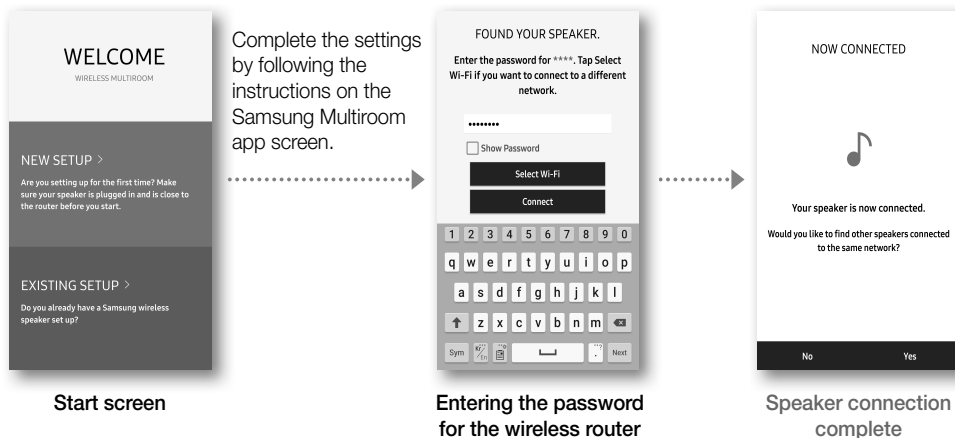 WELCOME
WIRELESS MULTIROOM
NEW SETUP >
Are you setting up for the first time? Make
sure your speaker is plugged in and is close to
the router before you start.
EXISTING SETUP >
Do you already have a Samsung wireless
speaker set up?
Start screen
Complete the settings
by following the
instructions on the
Samsung Multiroom
app screen.
FOUND YOUR SPEAKER.
Enter the password for ****. Tap Select
Wi-Fi if you want to connect to a different
network.
••••••••
Show Password
Select Wi-Fi
Connect
1 2 3 4 5 6 7 8 9 0
q w e r t y u i o p
a s d f g h j k l
z x c v b n m
Sym En . Next
Entering the password
for the wireless router
NOW CONNECTED
Your speaker is now connected.
Would you like to find other speakers connected
to the same network?
No Yes
Speaker connection
complete